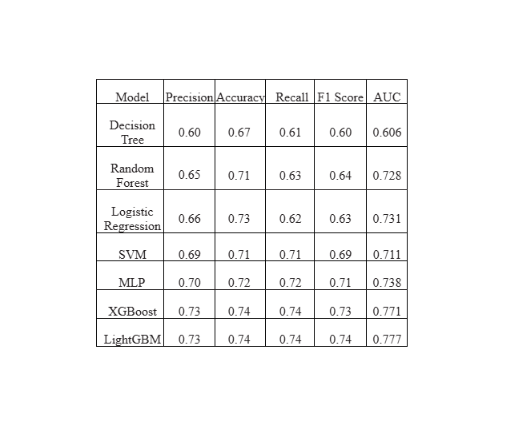 Model Precision Accuracy Recall F1 Score AUC
Decision
Tree 0.60 0.67 0.61 0.60 0.606
Random
Forest 0.65 0.71 0.63 0.64 0.728
Logistic
Regression 0.66 0.73 0.62 0.63 0.731
SVM 0.69 0.71 0.71 0.69 0.711
MLP 0.70 0.72 0.72 0.71 0.738
XGBoost 0.73 0.74 0.74 0.73 0.771
LightGBM 0.73 0.74 0.74 0.74 0.777